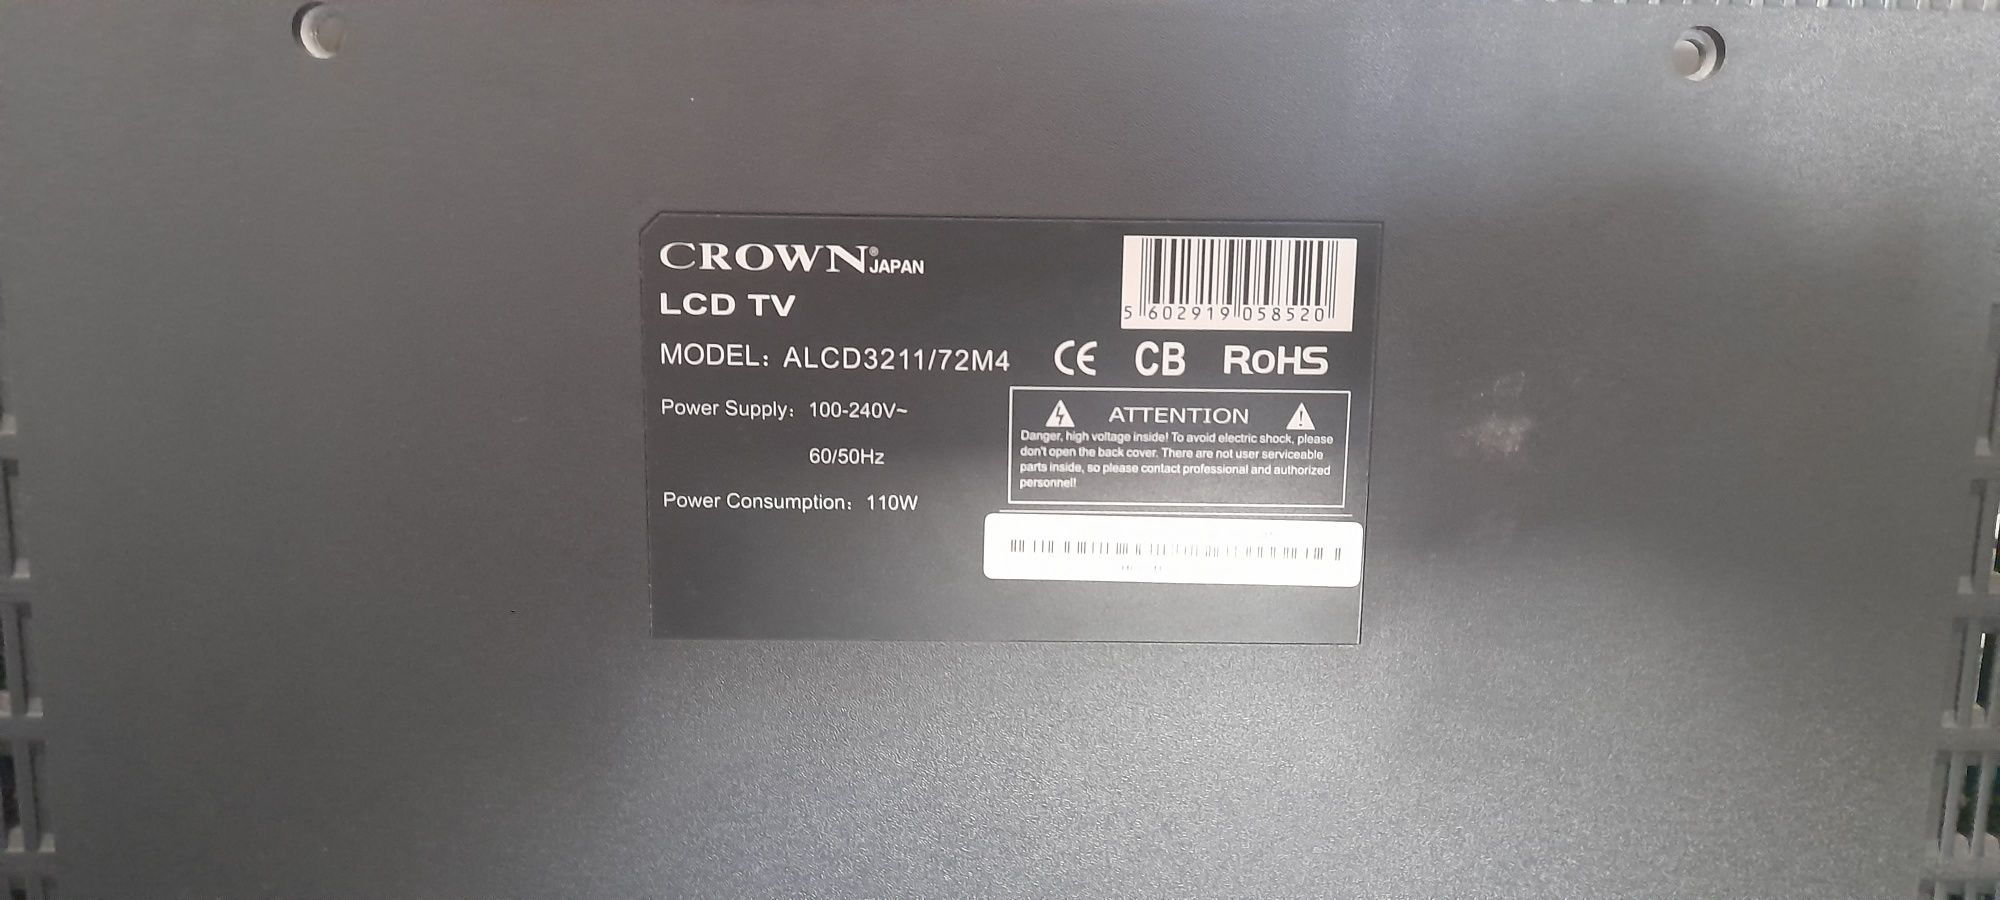 CROWN® JAPAN
LCD TV
MODEL: ALCD3211/72M4
Power Supply: 100-240V~
60/50Hz
Power Consumption: 110W
5 602919 058520
CE CB RoHS
ATTENTION
Danger, high voltage inside! To avoid electric shock, please
don't open the back cover. There are not user serviceable
parts inside, so please contact professional and authorized
personnel!